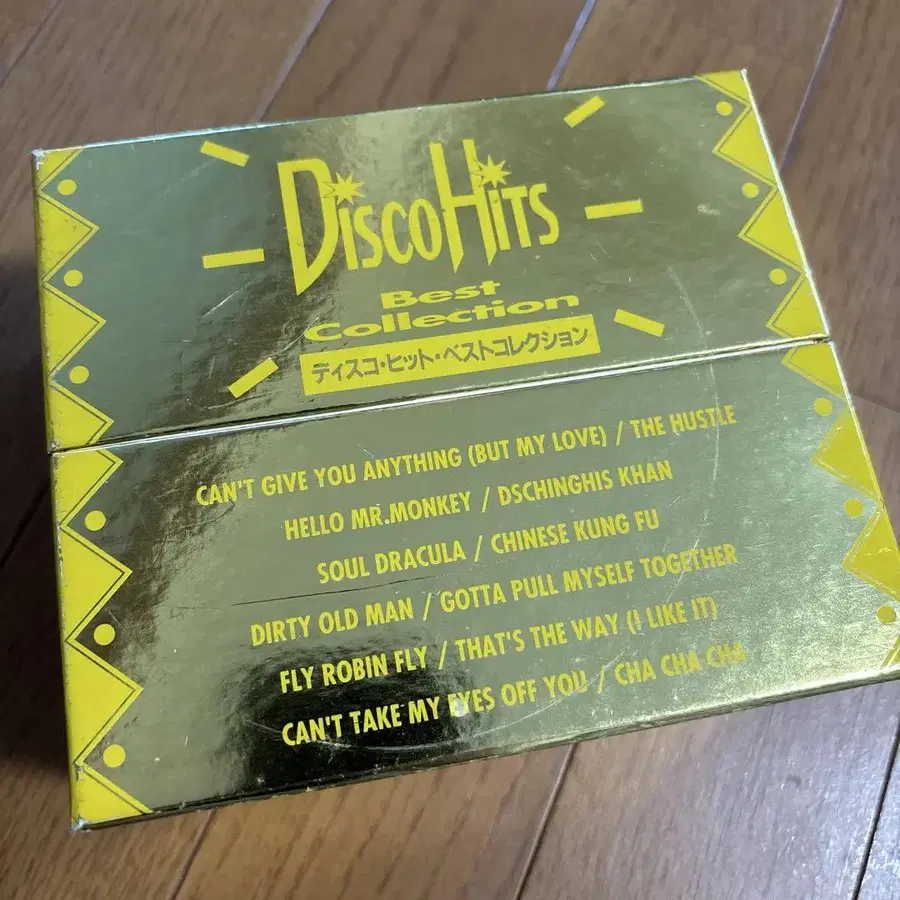 DISCO HITS
Best
Collection
ディスコ・ヒット・ベストコレクション
CAN'T GIVE YOU ANYTHING (BUT MY LOVE) / THE HUSTLE
HELLO MR.MONKEY / DSCHINGHIS KHAN
SOUL DRACULA / CHINESE KUNG FU
DIRTY OLD MAN / GOTTA PULL MYSELF TOGETHER
FLY ROBIN FLY / THAT'S THE WAY (I LIKE IT)
CAN'T TAKE MY EYES OFF YOU / CHA CHA CHA